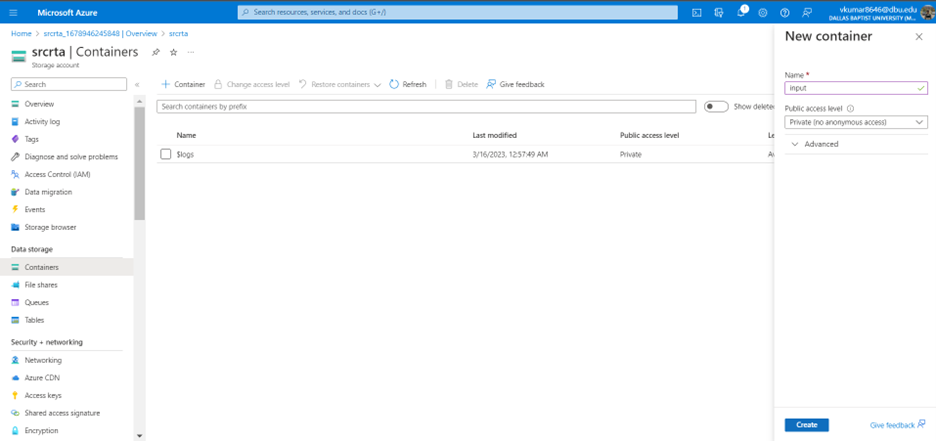 Microsoft Azure
Search resources, services, and docs (G+/)
1
vkumar8646@dbu.edu
DALLAS BAPTIST UNIVERSITY (M...
Home > srcrta_1678946245848 | Overview > srcrta
srcrta | Containers
Storage account
Search
Overview
Activity log
Tags
Diagnose and solve problems
Access Control (IAM)
Data migration
Events
Storage browser
Data storage
Containers
File shares
Queues
Tables
Security + networking
Networking
Azure CDN
Access keys
Shared access signature
Encryption
Container Change access level Restore containers Refresh Delete Give feedback
Search containers by prefix
Show deleted
Name Last modified Public access level Le
$logs 3/16/2023, 12:57:49 AM Private Av
New container
Name *
input
Public access level
Private (no anonymous access)
Advanced
Create
Give feedback